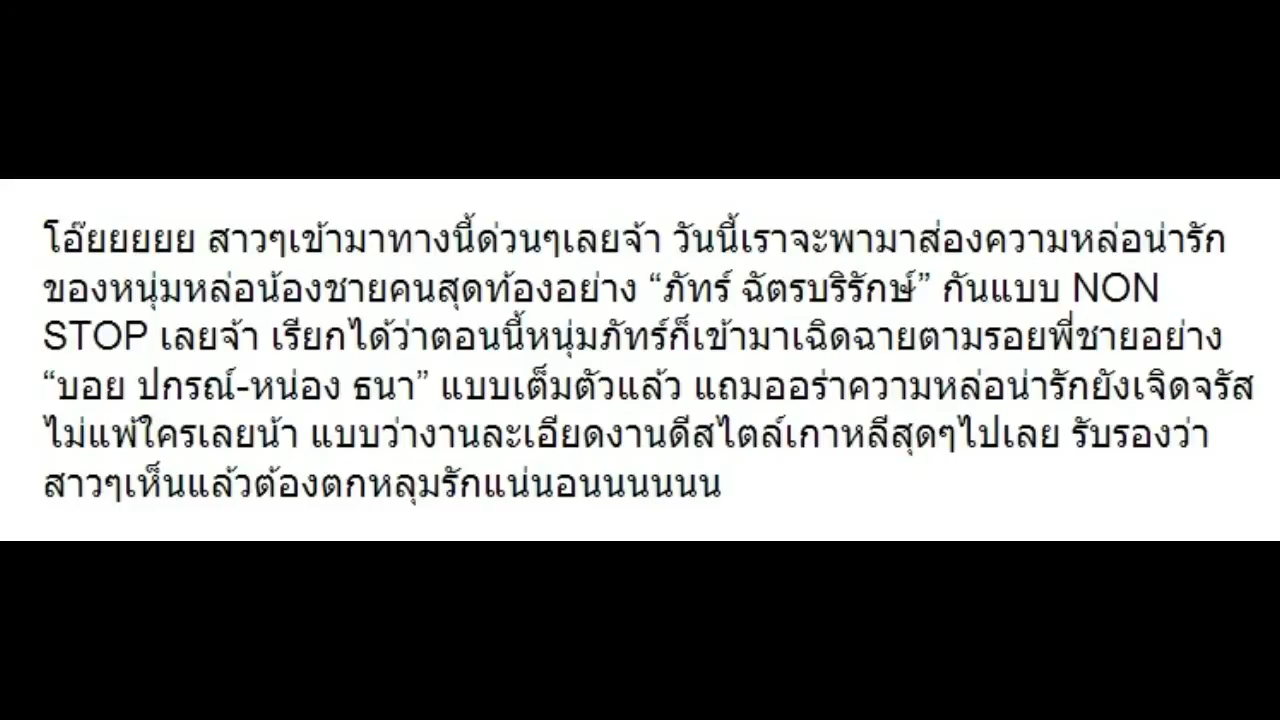 โอ๊ยยยยย สาวๆเข้ามาทางนี้ด่วนๆเลยจ้า วันนี้เราจะพามาส่องความหล่อน่ารัก
ของหนุ่มหล่อน้องชายคนสุดท้องอย่าง “ภัทร์ ฉัตรบริรักษ์” กันแบบ NON
STOP เลยจ้า เรียกได้ว่าตอนนี้หนุ่มภัทร์ก็เข้ามาเฉิดฉายตามรอยพี่ชายอย่าง
“บอย ปกรณ์-หน่อง ธนา” แบบเต็มตัวแล้ว แถมออร่าความหล่อน่ารักยังเจิดจรัส
ไม่แพ้ใครเลยน้า แบบว่างานละเอียดงานดีสไตล์เกาหลีสุดๆไปเลย รับรองว่า
สาวๆเห็นแล้วต้องตกหลุมรักแน่นอนนนนนน